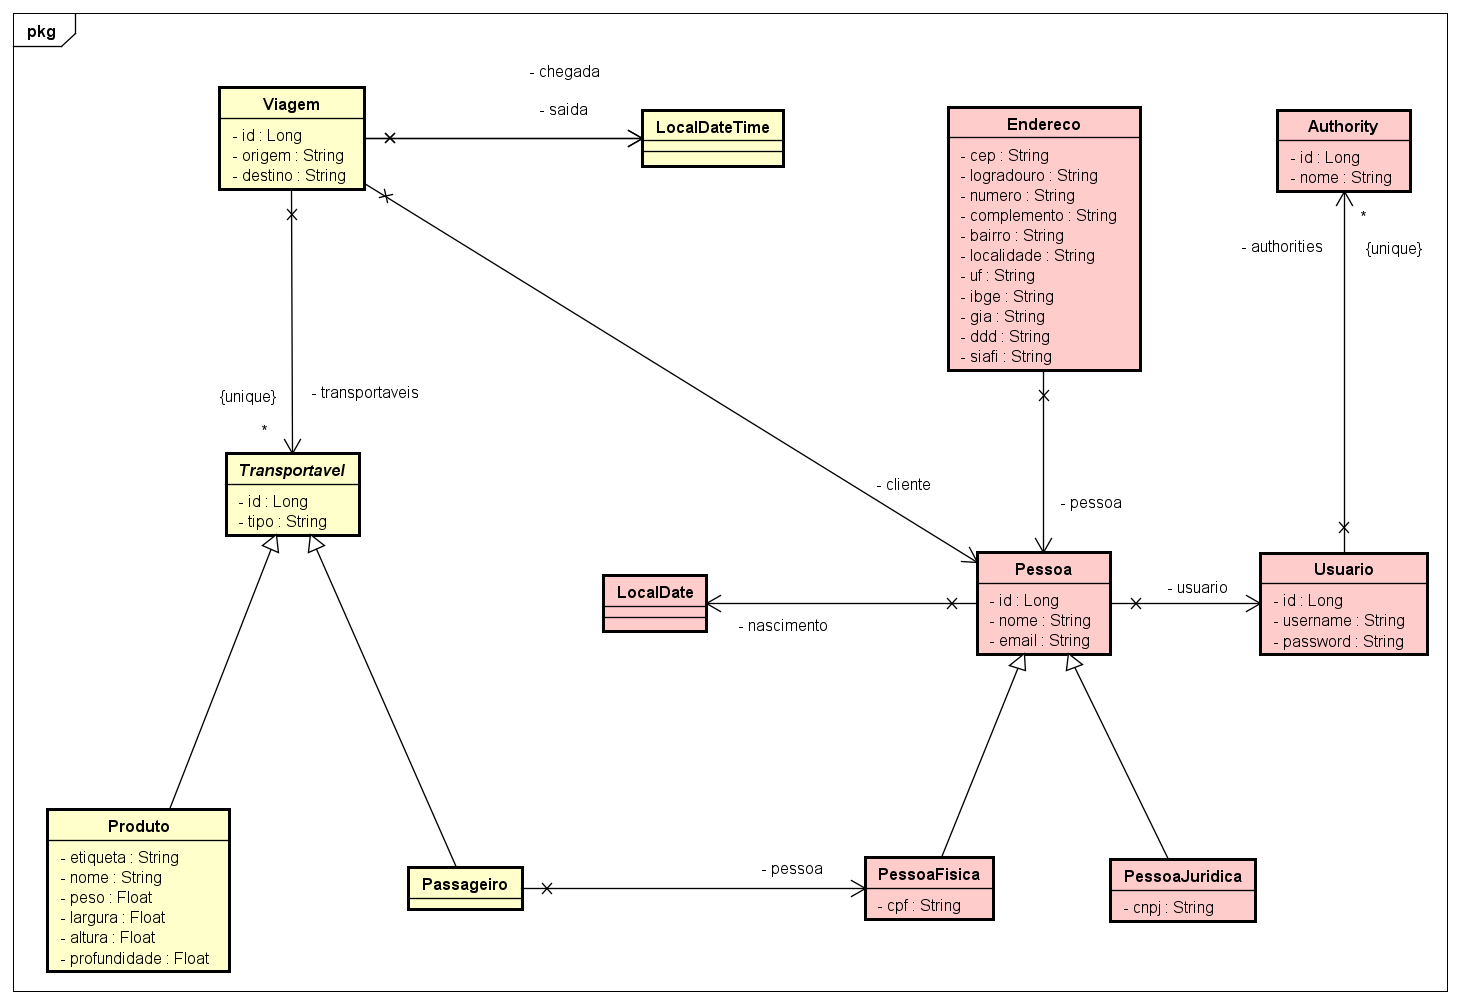 pkg
- chegada
- saida
Viagem
- id : Long
- origem : String
- destino : String
LocalDateTime
Endereco
- cep : String
- logradouro : String
- numero : String
- complemento : String
- bairro : String
- localidade : String
- uf : String
- ibge : String
- gia : String
- ddd : String
- siafi : String
Authority
- id : Long
- nome : String
*
- authorities
{unique}
{unique}
- transportaveis
*
- cliente
- pessoa
Transportavel
- id : Long
- tipo : String
LocalDate
- nascimento
Pessoa
- id : Long
- nome : String
- email : String
- usuario
Usuario
- id : Long
- username : String
- password : String
Produto
- etiqueta : String
- nome : String
- peso : Float
- largura : Float
- altura : Float
- profundidade : Float
Passageiro
- pessoa
PessoaFisica
- cpf : String
PessoaJuridica
- cnpj : String